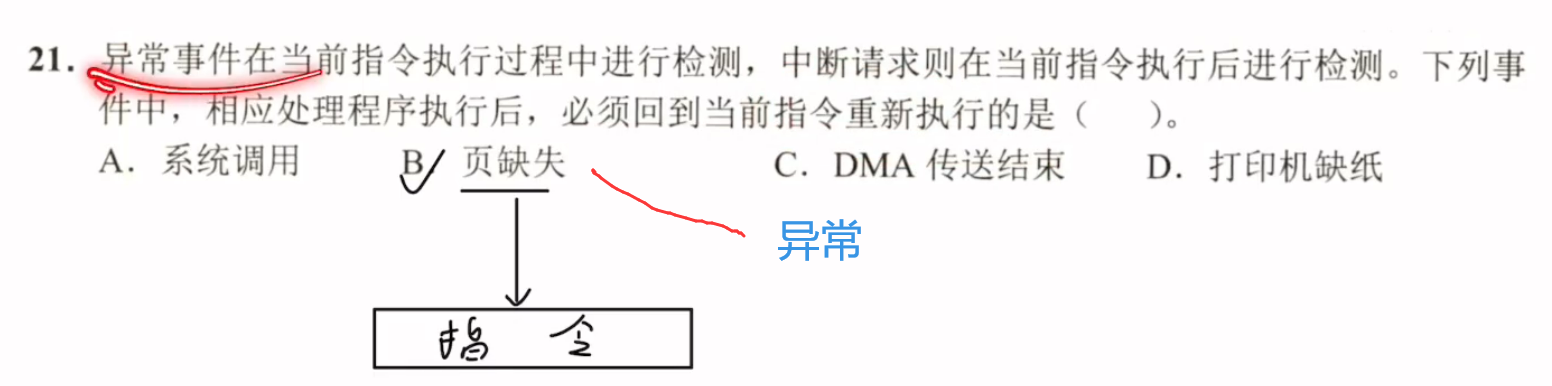 21. 异常事件在当前指令执行过程中进行检测，中断请求则在当前指令执行后进行检测。下列事
件中，相应处理程序执行后，必须回到当前指令重新执行的是（　　）。
A. 系统调用　B. 页缺失　C. DMA 传送结束　D. 打印机缺纸
异常
指 令